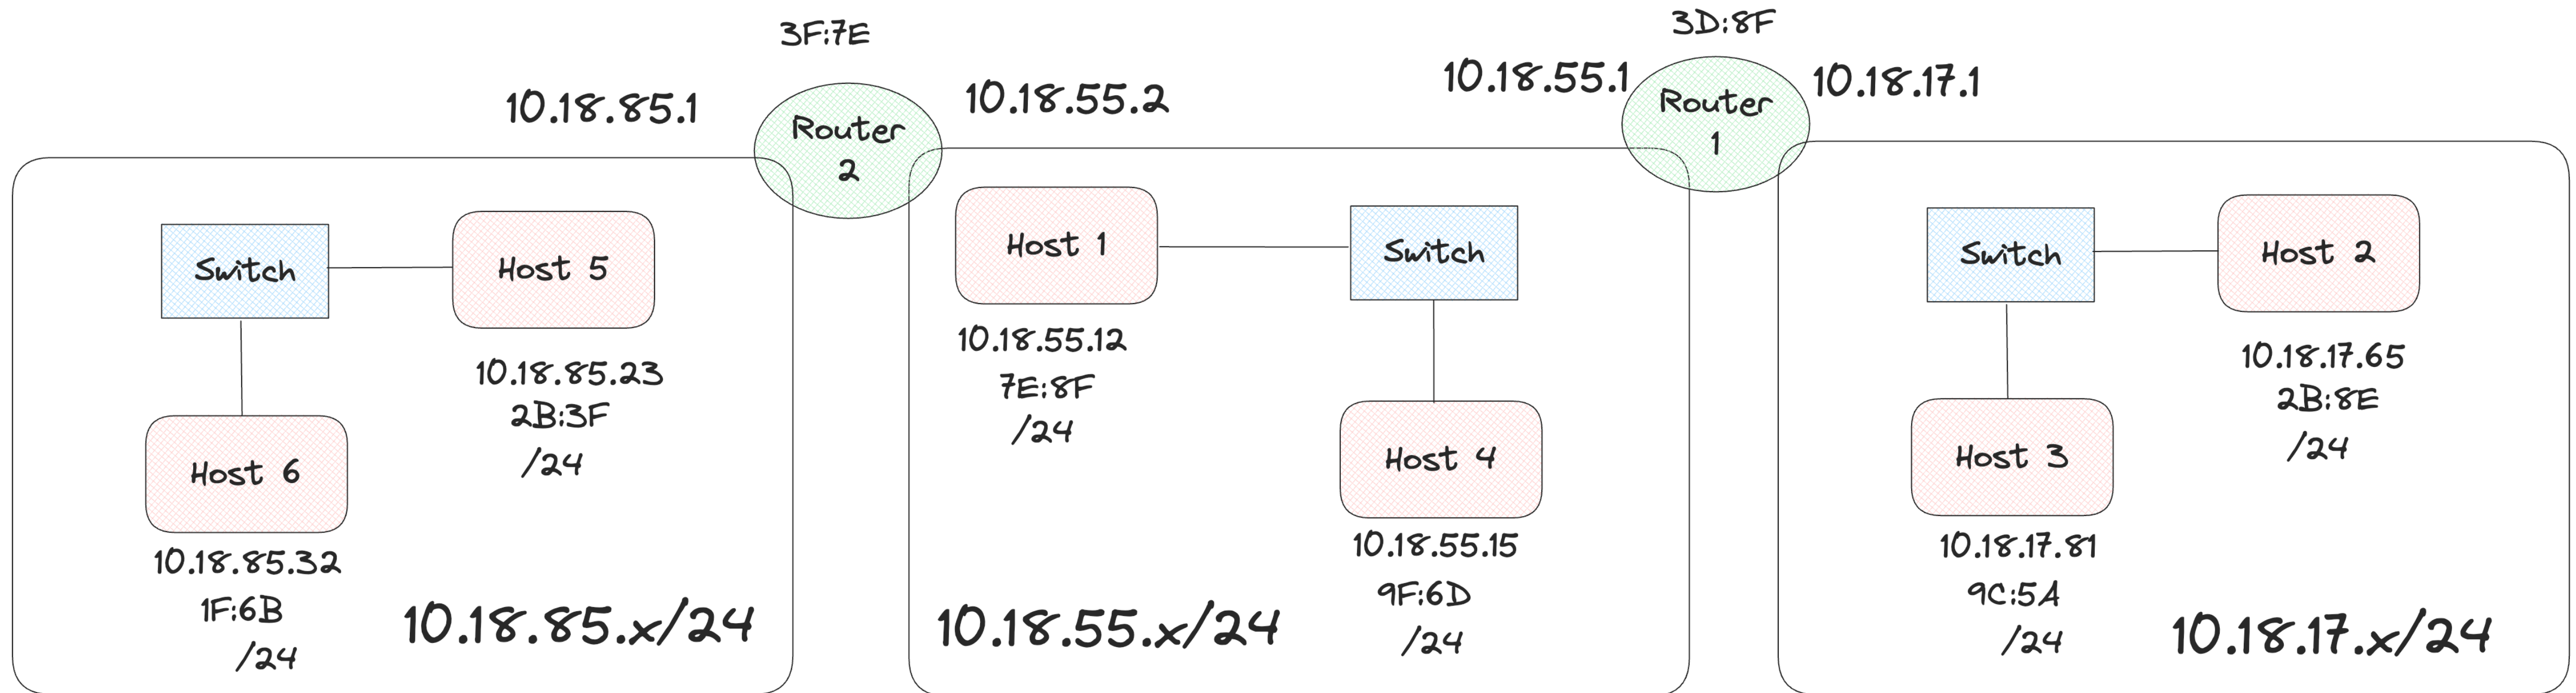 3F:7E
3D:8F
10.18.85.1
Router
2
10.18.55.2
10.18.55.1
Router
1
10.18.17.1
Switch
Host 5
10.18.85.23
2B:3F
/24
Host 6
10.18.85.32
1F:6B
/24
10.18.85.x/24
Host 1
10.18.55.12
7E:8F
/24
Switch
Host 4
10.18.55.15
9F:6D
/24
10.18.55.x/24
Switch
Host 2
10.18.17.65
2B:8E
/24
Host 3
10.18.17.81
9C:5A
/24
10.18.17.x/24